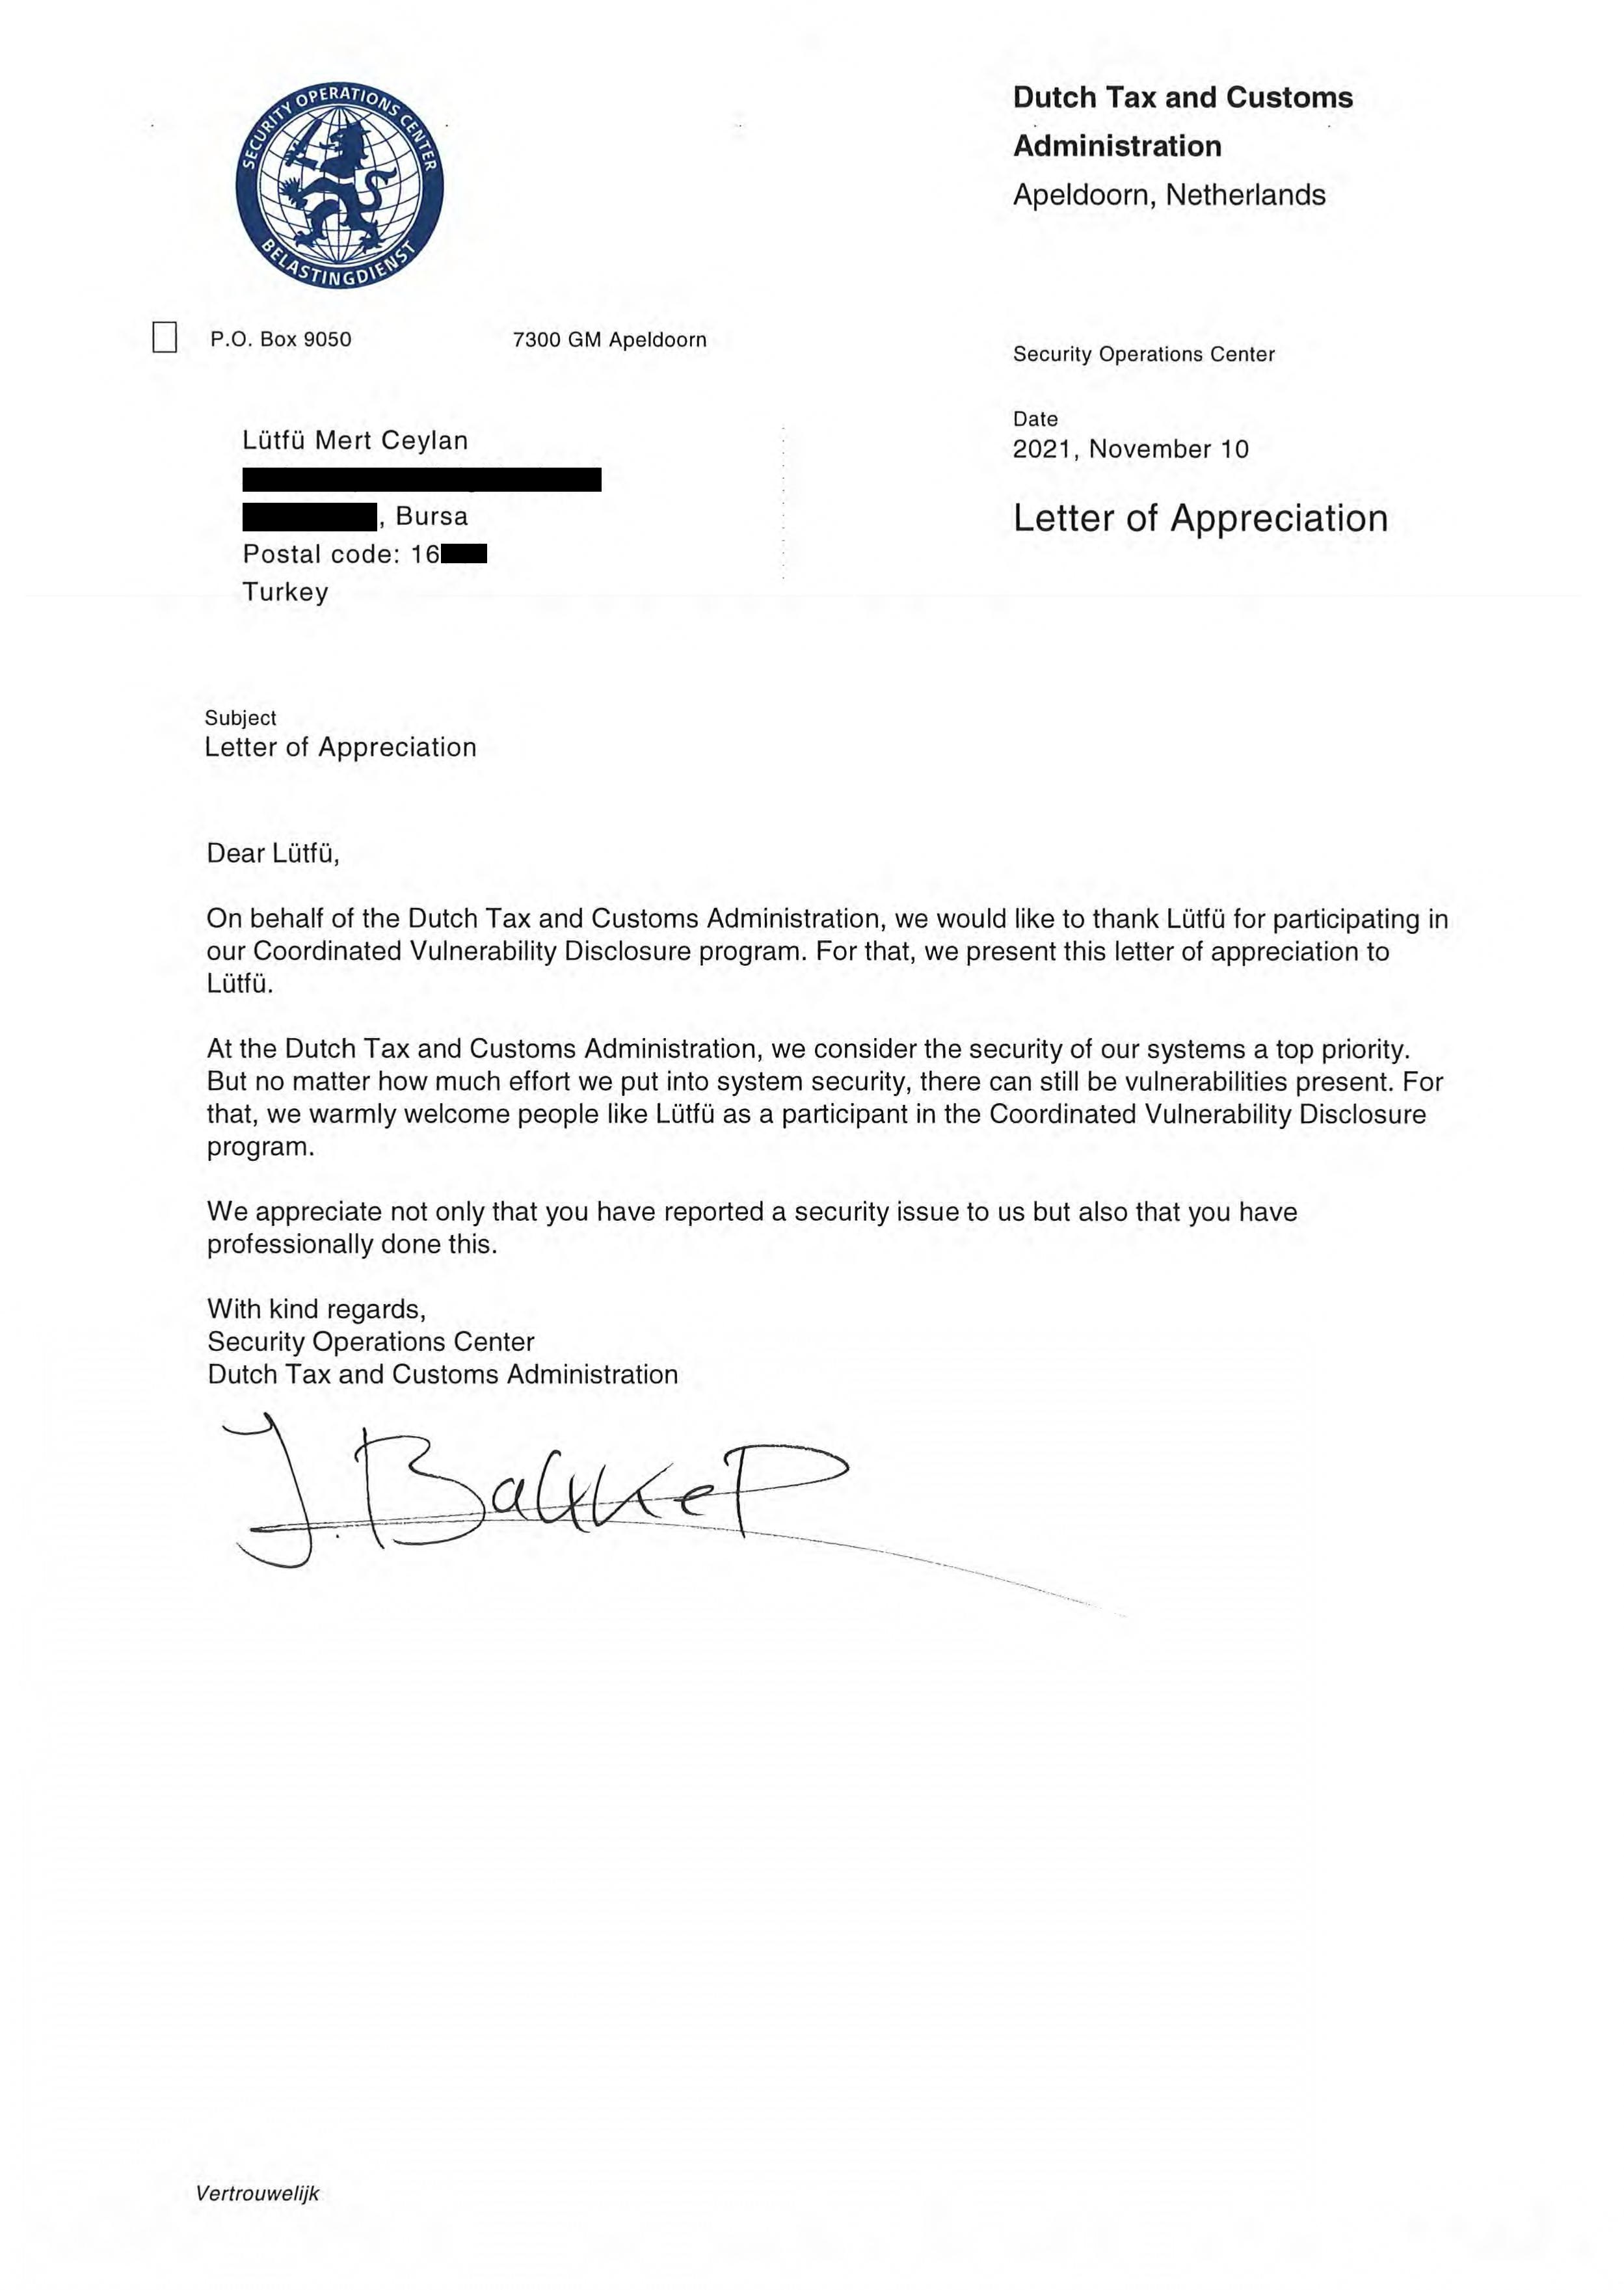 SECURITY OPERATIONS CENTER
BELASTINGDIENST
Dutch Tax and Customs
Administration
Apeldoorn, Netherlands
P.O. Box 9050 7300 GM Apeldoorn
Security Operations Center
Lütfü Mert Ceylan
, Bursa
Postal code: 16
Turkey
Date
2021, November 10
Letter of Appreciation
Subject
Letter of Appreciation
Dear Lütfü,
On behalf of the Dutch Tax and Customs Administration, we would like to thank Lütfü for participating in
our Coordinated Vulnerability Disclosure program. For that, we present this letter of appreciation to
Lütfü.
At the Dutch Tax and Customs Administration, we consider the security of our systems a top priority.
But no matter how much effort we put into system security, there can still be vulnerabilities present. For
that, we warmly welcome people like Lütfü as a participant in the Coordinated Vulnerability Disclosure
program.
We appreciate not only that you have reported a security issue to us but also that you have
professionally done this.
With kind regards,
Security Operations Center
Dutch Tax and Customs Administration
J. Bakker
Vertrouwelijk